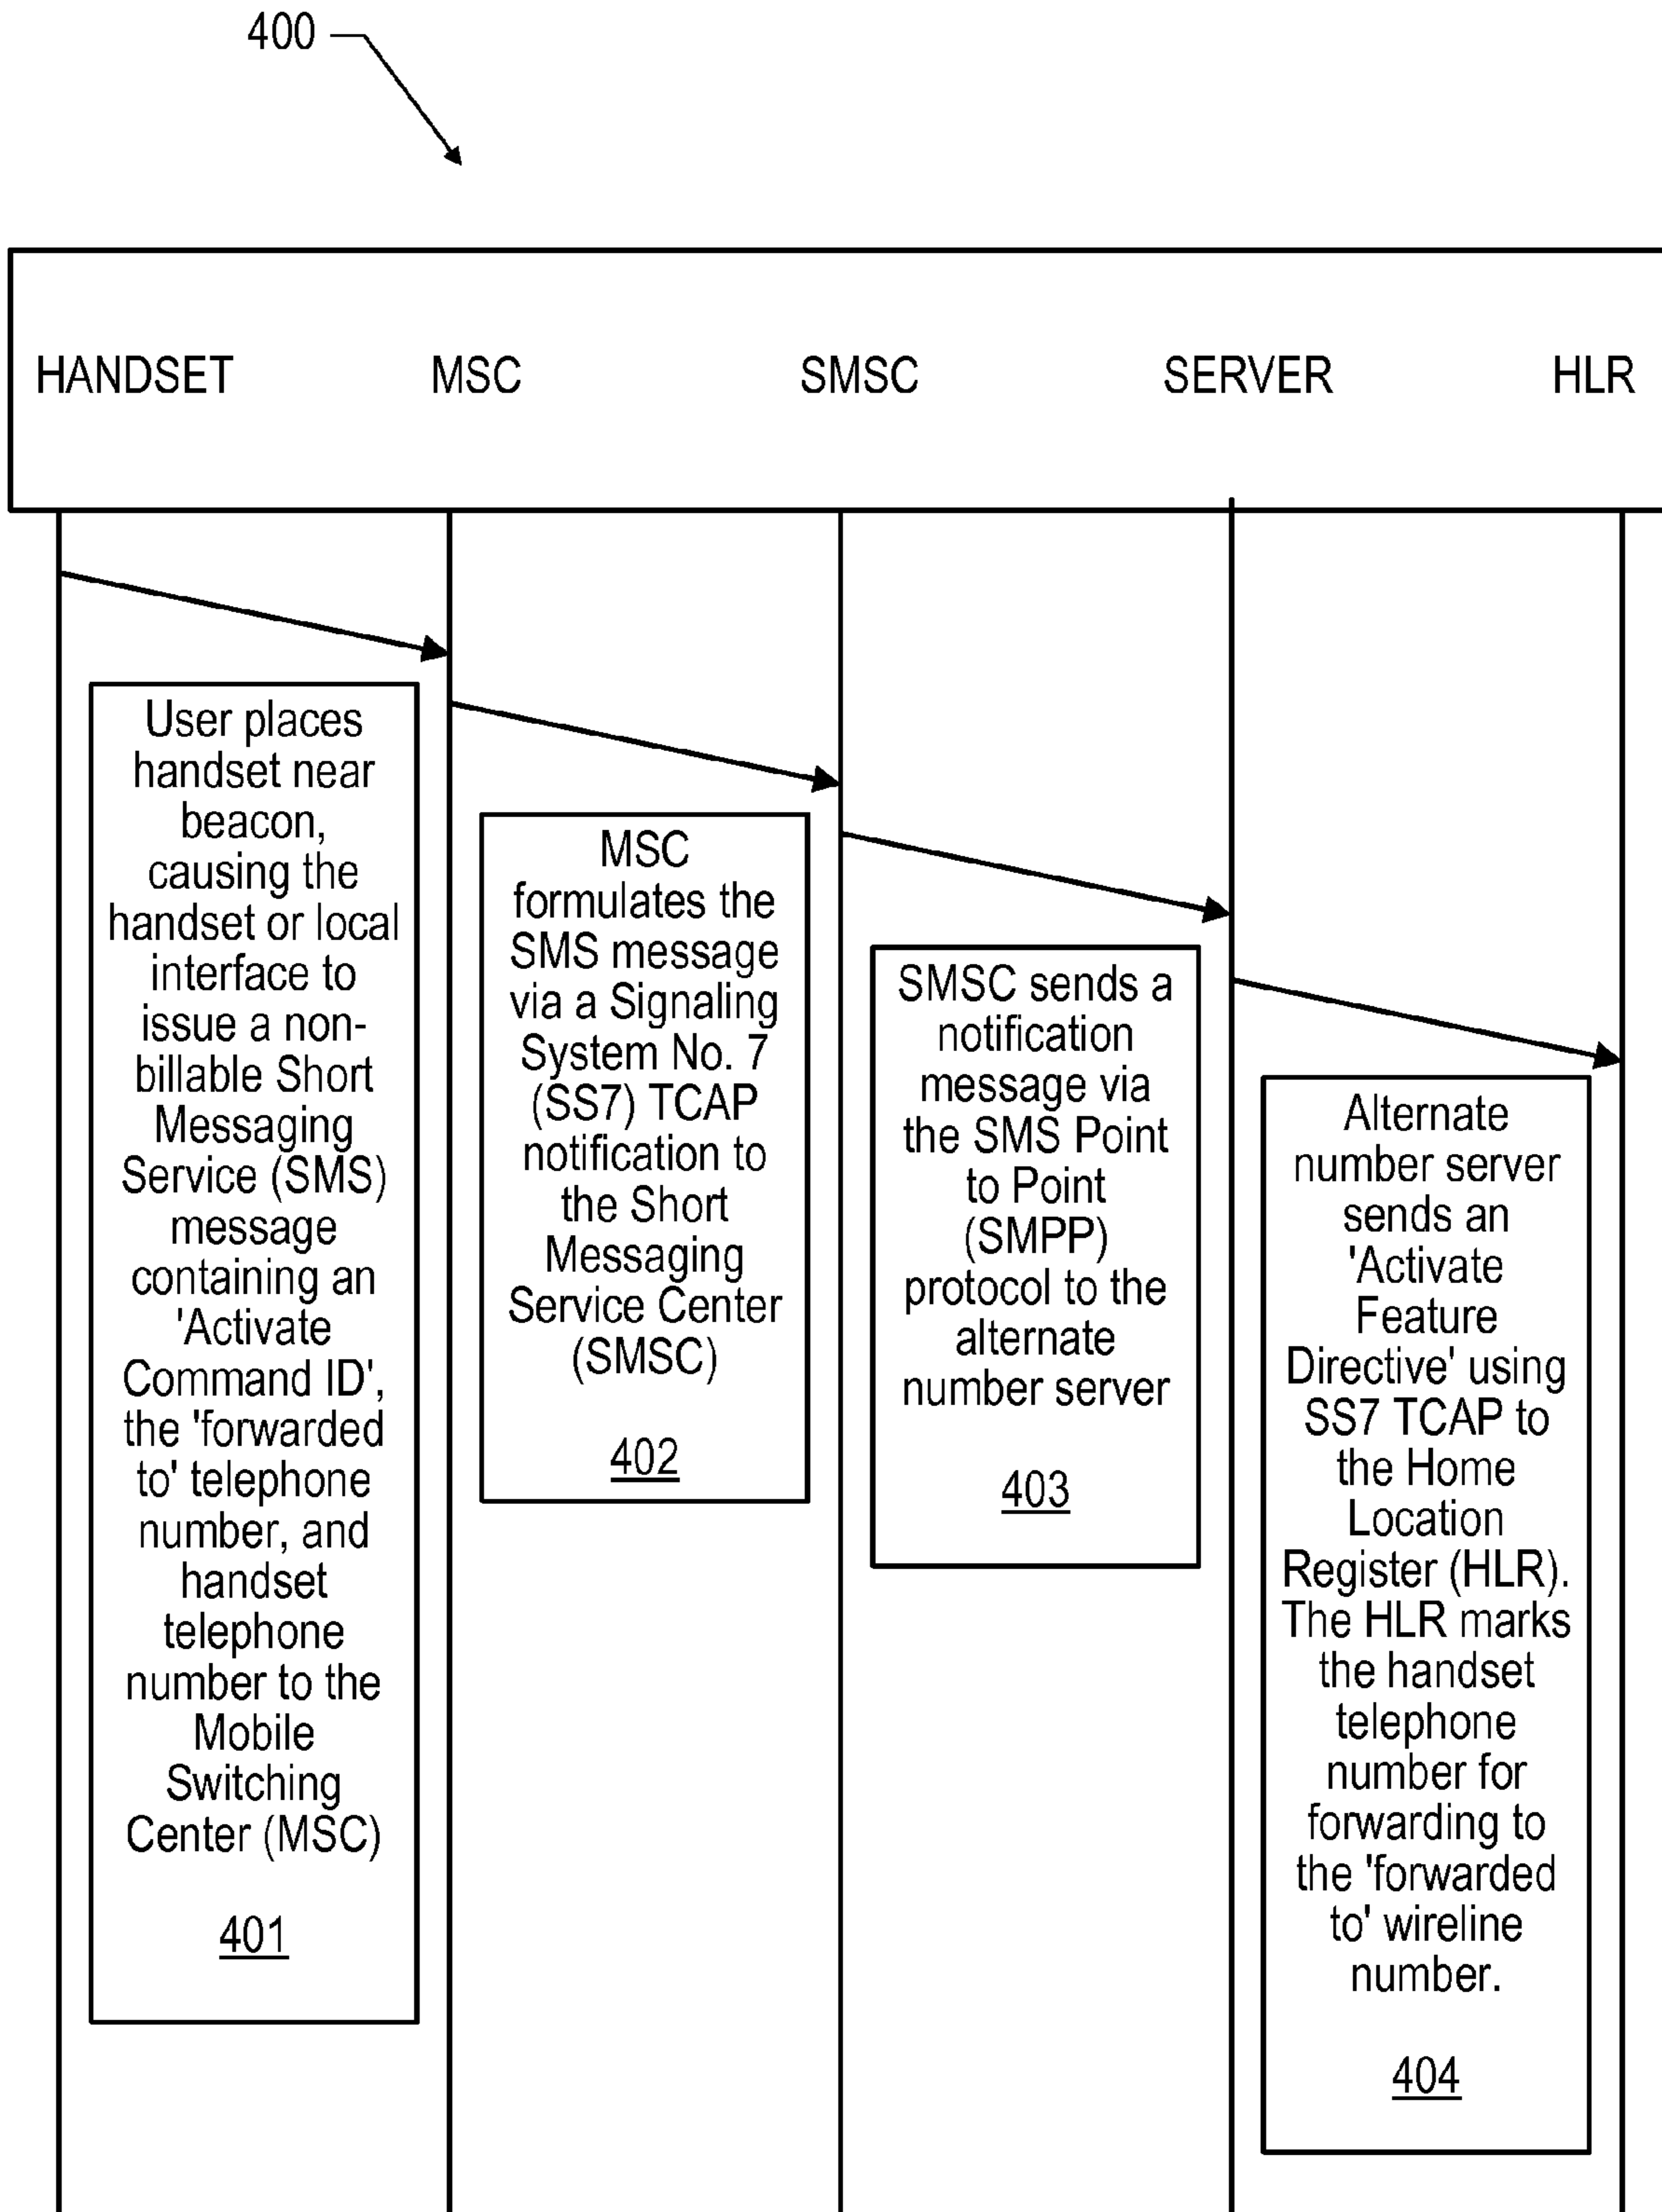 400
HANDSET MSC SMSC SERVER HLR
User places
handset near
beacon,
causing the
handset or local
interface to
issue a non-
billable Short
Messaging
Service (SMS)
message
containing an
'Activate
Command ID',
the 'forwarded
to' telephone
number, and
handset
telephone
number to the
Mobile
Switching
Center (MSC)
401
MSC
formulates the
SMS message
via a Signaling
System No. 7
(SS7) TCAP
notification to
the Short
Messaging
Service Center
(SMSC)
402
SMSC sends a
notification
message via
the SMS Point
to Point
(SMPP)
protocol to the
alternate
number server
403
Alternate
number server
sends an
'Activate
Feature
Directive' using
SS7 TCAP to
the Home
Location
Register (HLR).
The HLR marks
the handset
telephone
number for
forwarding to
the 'forwarded
to' wireline
number.
404